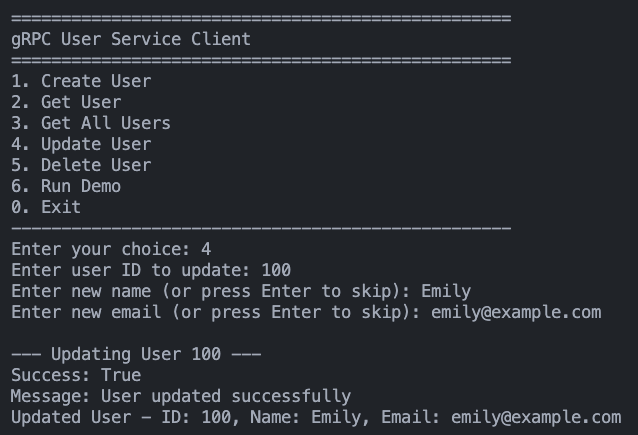 ==================================================
gRPC User Service Client
==================================================
1. Create User
2. Get User
3. Get All Users
4. Update User
5. Delete User
6. Run Demo
0. Exit
--------------------------------------------------
Enter your choice: 4
Enter user ID to update: 100
Enter new name (or press Enter to skip): Emily
Enter new email (or press Enter to skip): emily@example.com

--- Updating User 100 ---
Success: True
Message: User updated successfully
Updated User - ID: 100, Name: Emily, Email: emily@example.com